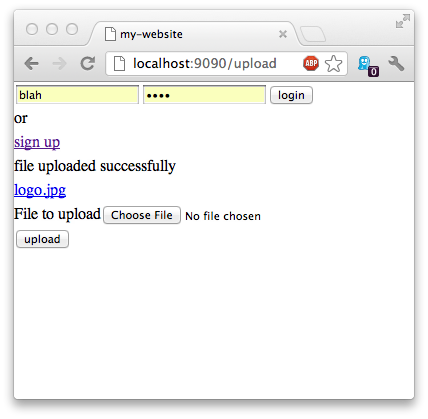 my-website
localhost:9090/upload
ABP
0
blah •••• login
or
sign up
file uploaded successfully
logo.jpg
File to upload Choose File No file chosen
upload